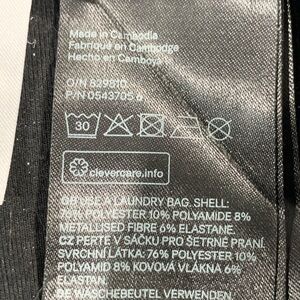 Made in Cambodia
Fabriqué en Cambodge
Hecho en Camboya
O/N 829810
P/N 0543705.6
30
clevercare.info
GB USE A LAUNDRY BAG. SHELL:
76% POLYESTER 10% POLYAMIDE 8%
METALLISED FIBRE 6% ELASTANE.
CZ PERTE V SÁČKU PRO ŠETRNÉ PRANÍ.
SVRCHNÍ LÁTKA: 76% POLYESTER 10%
POLYAMID 8% KOVOVÁ VLÁKNA 6%
ELASTAN.
DE WÄSCHEBEUTEL VERWENDEN.